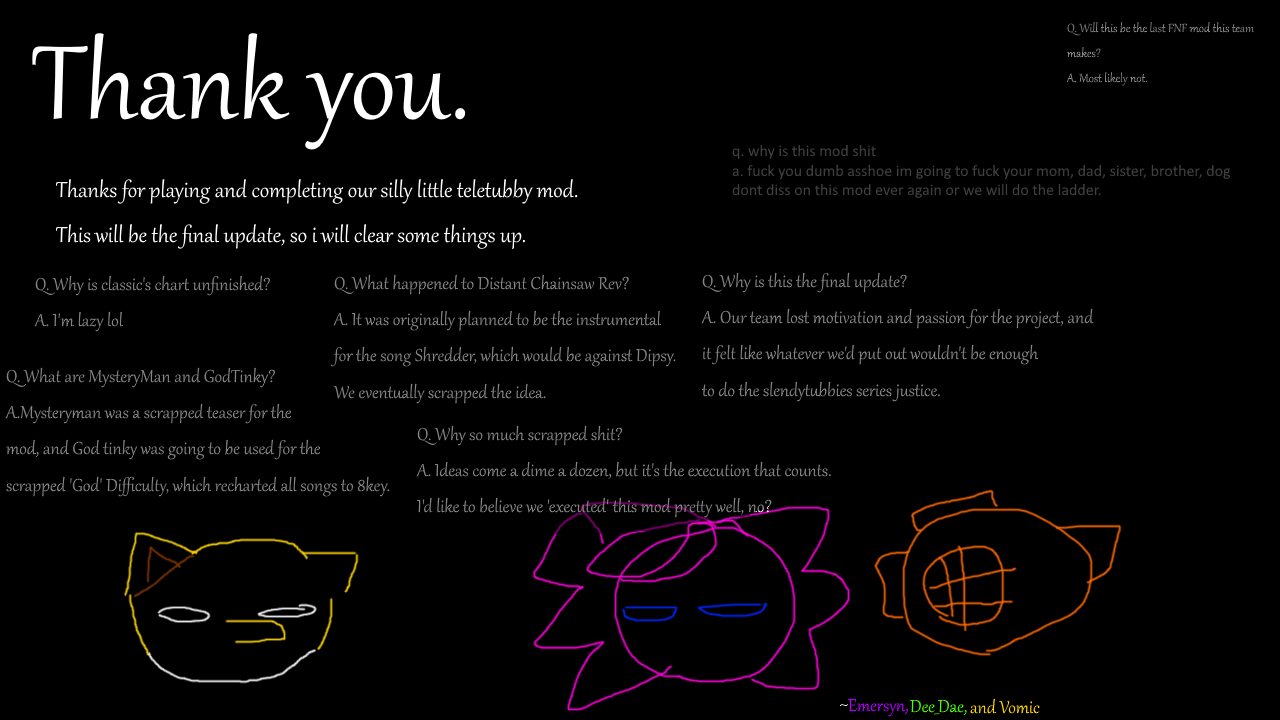 Thank you.
Q. Will this be the last FNF mod this team
makes?
A. Most likely not.
q. why is this mod shit
a. fuck you dumb asshoe im going to fuck your mom, dad, sister, brother, dog
dont diss on this mod ever again or we will do the ladder.
Thanks for playing and completing our silly little teletubby mod.
This will be the final update, so i will clear some things up.
Q. Why is classic's chart unfinished?
A. I'm lazy lol
Q. What happened to Distant Chainsaw Rev?
A. It was originally planned to be the instrumental
for the song Shredder, which would be against Dipsy.
We eventually scrapped the idea.
Q. Why is this the final update?
A. Our team lost motivation and passion for the project, and
it felt like whatever we'd put out wouldn't be enough
to do the slendytubbies series justice.
Q. What are MysteryMan and GodTinky?
A.Mysteryman was a scrapped teaser for the
mod, and God tinky was going to be used for the
scrapped 'God' Difficulty, which recharted all songs to 8key.
Q. Why so much scrapped shit?
A. Ideas come a dime a dozen, but it's the execution that counts.
I'd like to believe we 'executed' this mod pretty well, no?
~Emersyn, Dee_Dae, and Vomic